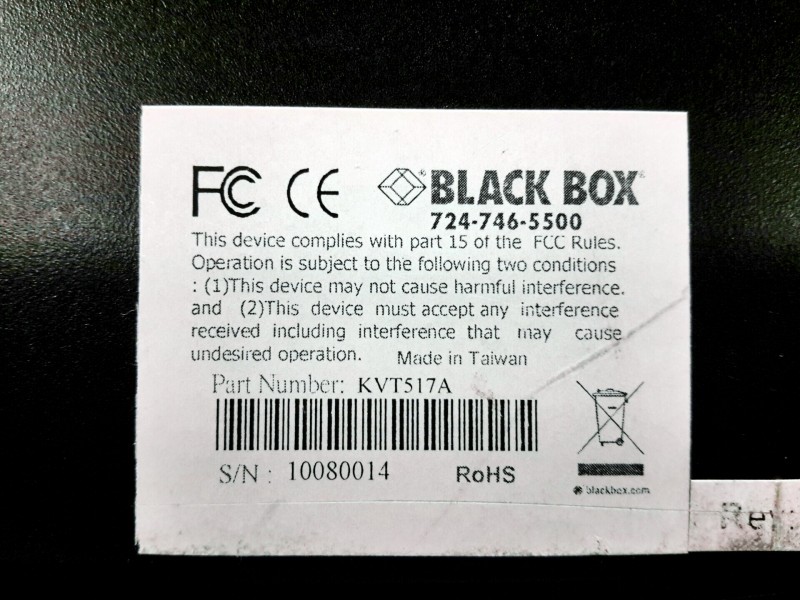 FC CE BLACK BOX®
724-746-5500
This device complies with part 15 of the FCC Rules.
Operation is subject to the following two conditions
: (1)This device may not cause harmful interference.
and (2)This device must accept any interference
received including interference that may cause
undesired operation. Made in Taiwan
Part Number: KVT517A
S/N : 10080014 RoHS
blackbox.com
Rev: